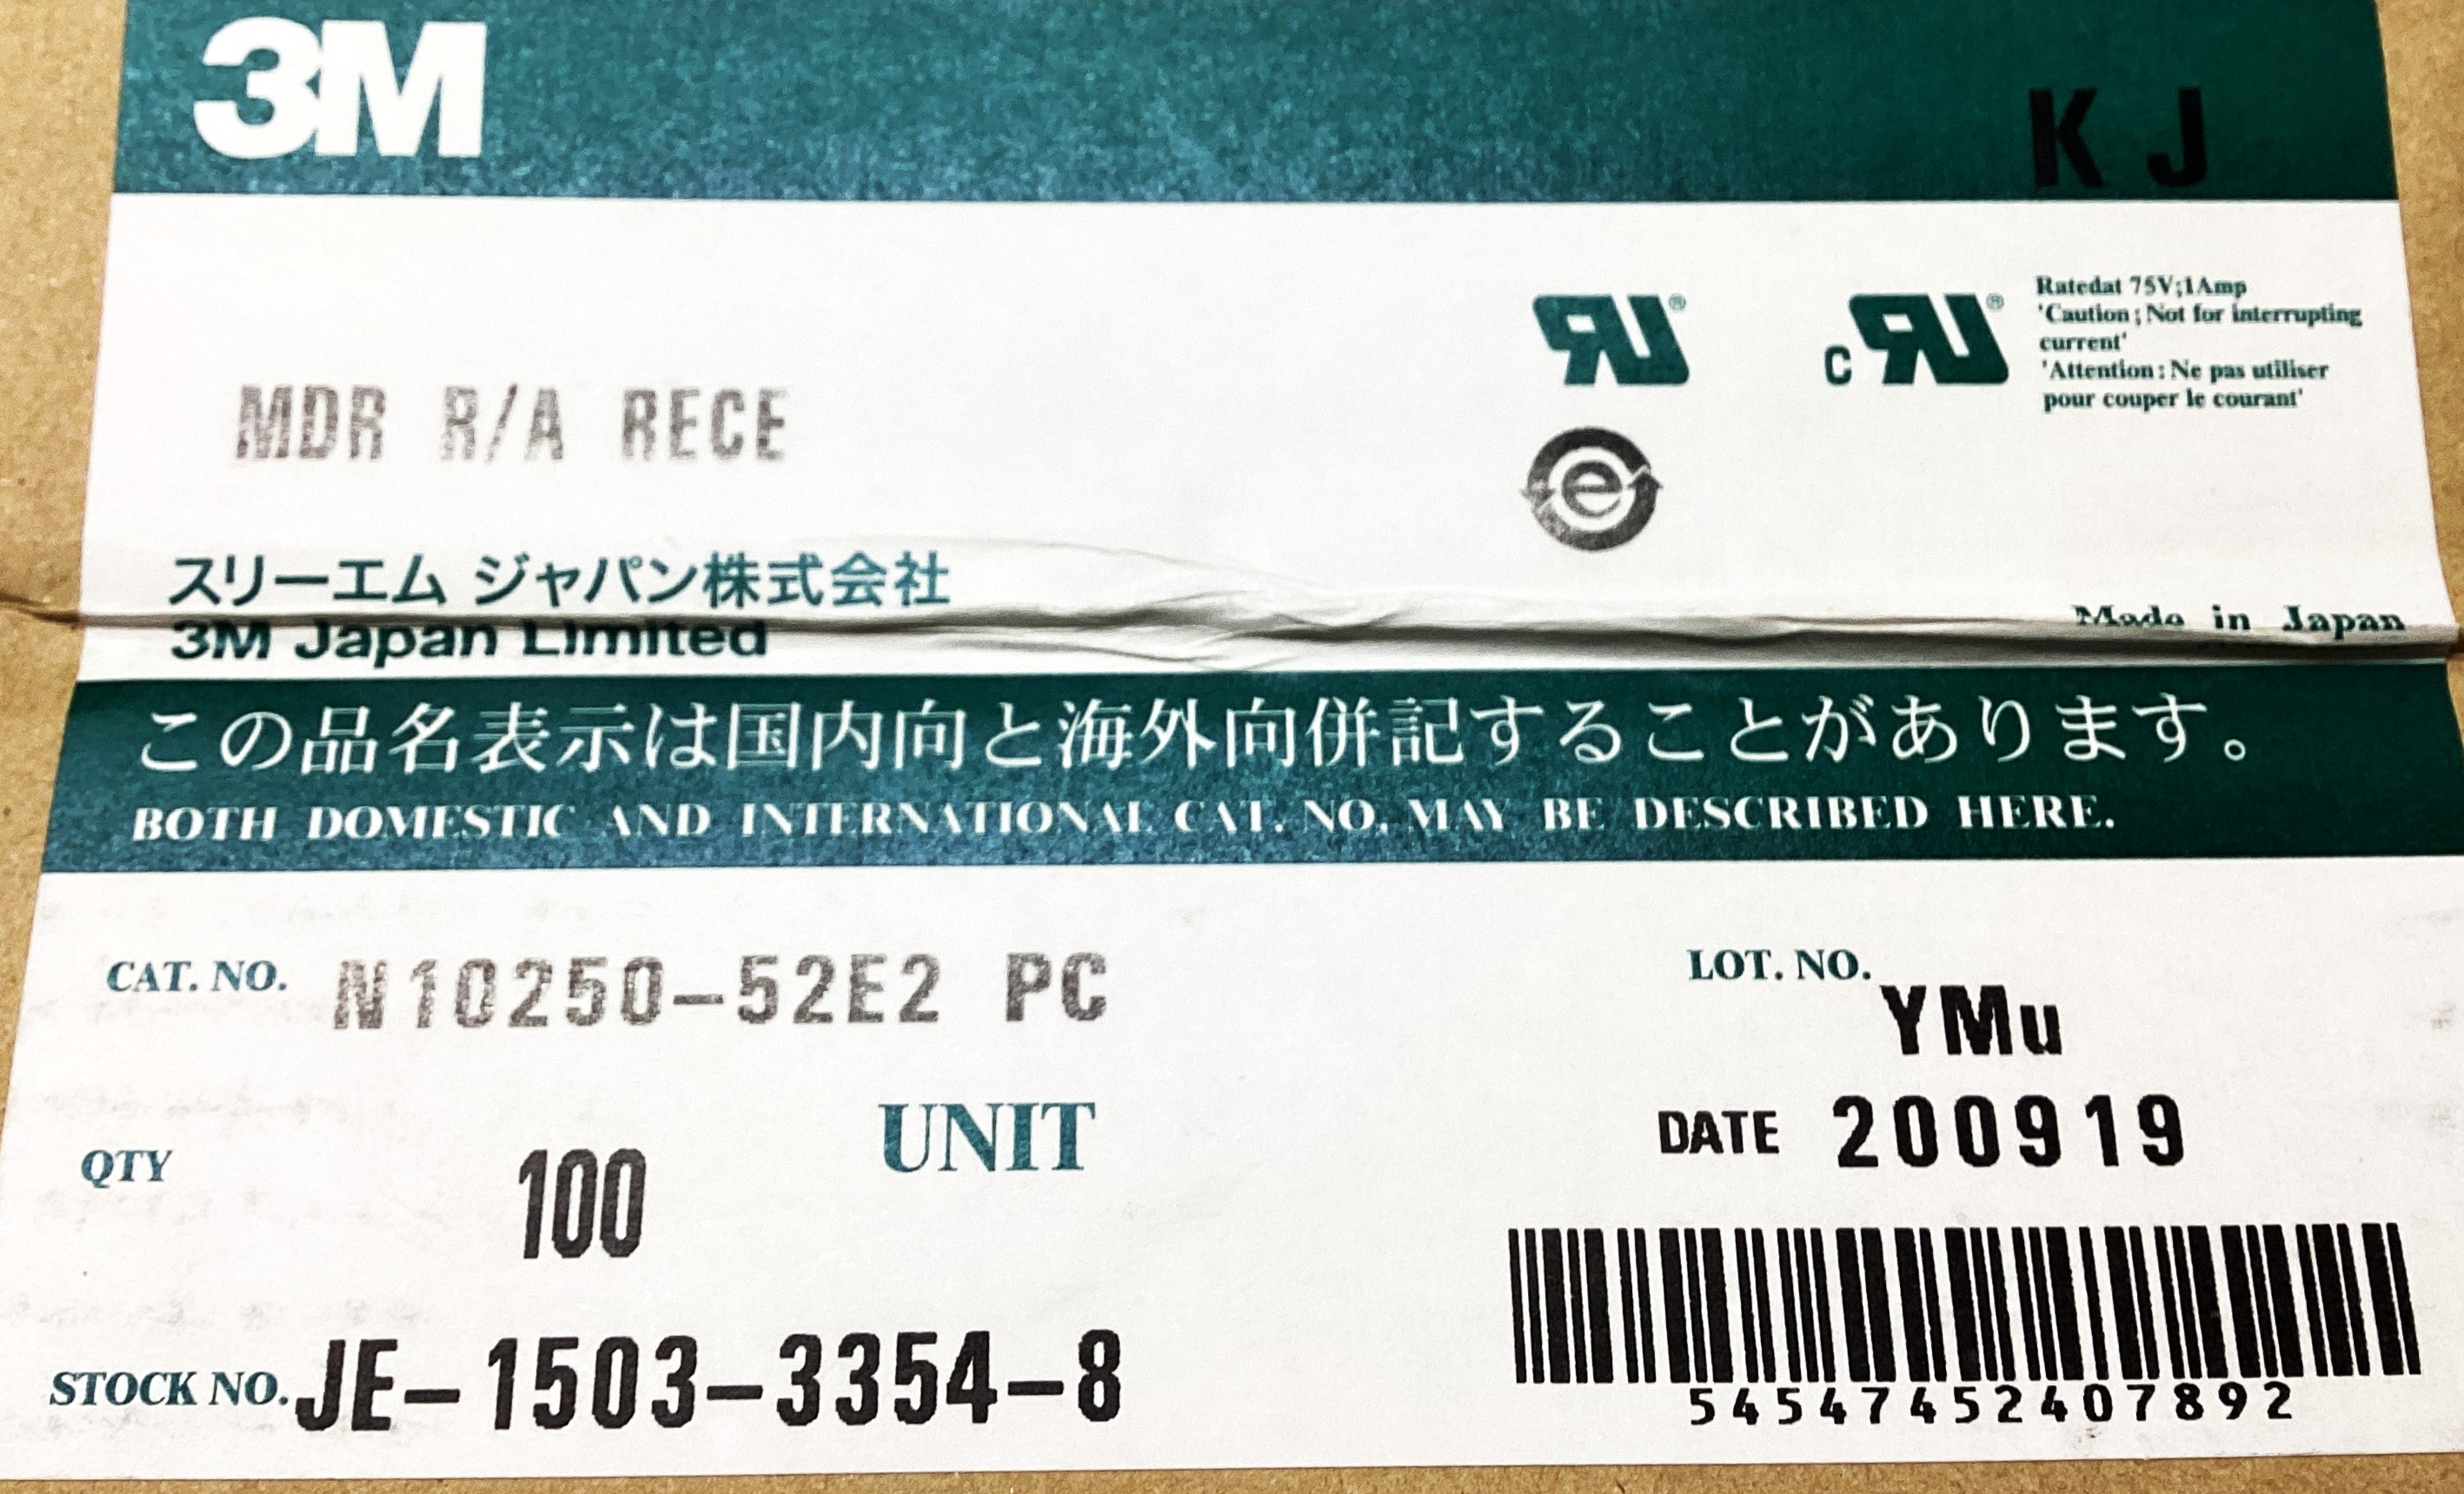 3M
K J
Ratedat 75V;1Amp
'Caution; Not for interrupting
current'
'Attention: Ne pas utiliser
pour couper le courant'
MDR R/A RECE
スリーエム ジャパン株式会社
3M Japan Limited
Made in Japan
この品名表示は国内向と海外向併記することがあります。
BOTH DOMESTIC AND INTERNATIONAL CAT. NO. MAY BE DESCRIBED HERE.
CAT. NO. N10250-52E2 PC
LOT. NO. YMu
DATE 200919
QTY 100 UNIT
STOCK NO. JE-1503-3354-8
54547452407892